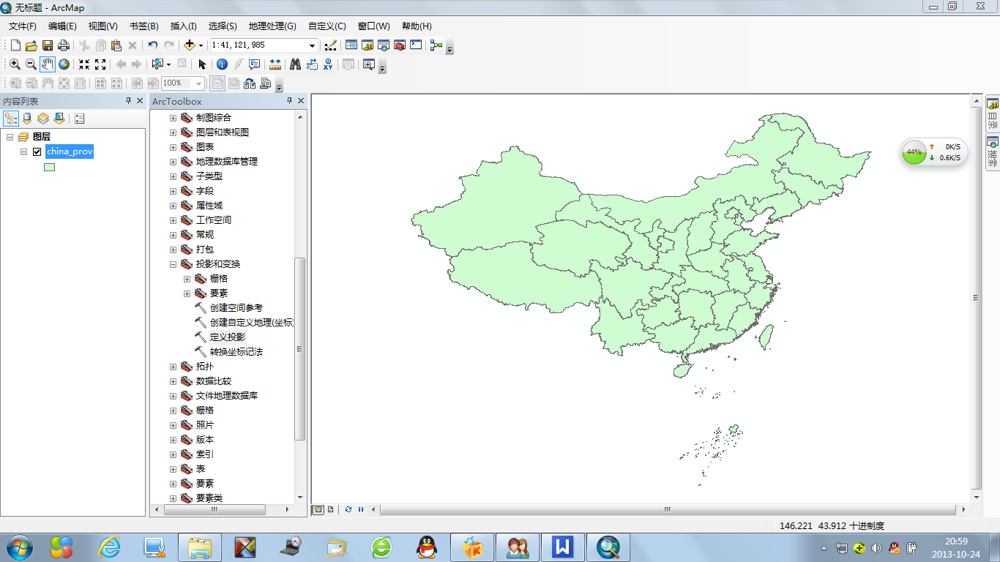 无标题 - ArcMap
文件(F) 编辑(E) 视图(V) 书签(B) 插入(I) 选择(S) 地理处理(G) 自定义(C) 窗口(W) 帮助(H)
1:41,121,985
XY
100%
内容列表
图层
china_prov
ArcToolbox
制图综合
图层和表视图
图表
地理数据库管理
子类型
字段
属性域
工作空间
常规
打包
投影和变换
栅格
要素
创建空间参考
创建自定义地理(坐标)
定义投影
转换坐标记法
拓扑
数据比较
文件地理数据库
栅格
照片
版本
索引
表
要素
要素类
44%
0K/S
0.6K/S
目录
搜索
146.221 43.912 十进制度
20:59
2013-10-24